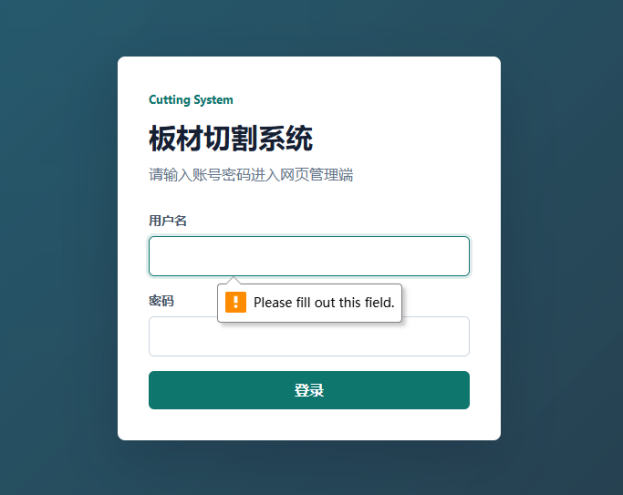 Cutting System
板材切割系统
请输入账号密码进入网页管理端
用户名
Please fill out this field.
密码
登录